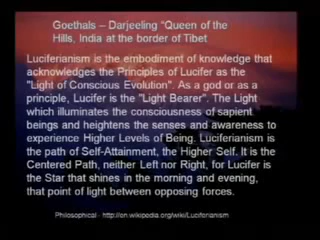 Goethals – Darjeeling "Queen of the
Hills, India at the border of Tibet
Luciferianism is the embodiment of knowledge that
acknowledges the Principles of Lucifer as the
"Light of Conscious Evolution". As a god or as a
principle, Lucifer is the "Light Bearer". The Light
which illuminates the consciousness of sapient
beings and heightens the senses and awareness to
experience Higher Levels of Being. Luciferianism is
the path of Self-Attainment, the Higher Self. It is the
Centered Path, neither Left nor Right, for Lucifer is
the Star that shines in the morning and evening,
that point of light between opposing forces.
Philosophical - http://en.wikipedia.org/wiki/Luciferianism